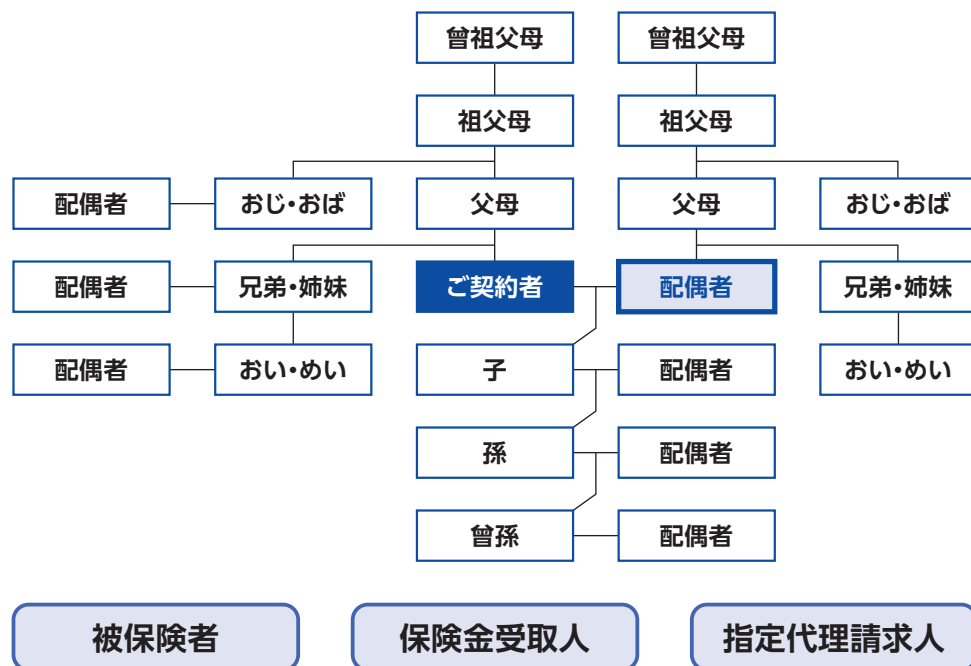 曾祖父母
曾祖父母
祖父母
祖父母
配偶者
おじ・おば
父母
父母
おじ・おば
配偶者
兄弟・姉妹
ご契約者
配偶者
兄弟・姉妹
配偶者
おい・めい
子
配偶者
おい・めい
孫
配偶者
曾孫
配偶者
被保険者
保険金受取人
指定代理請求人